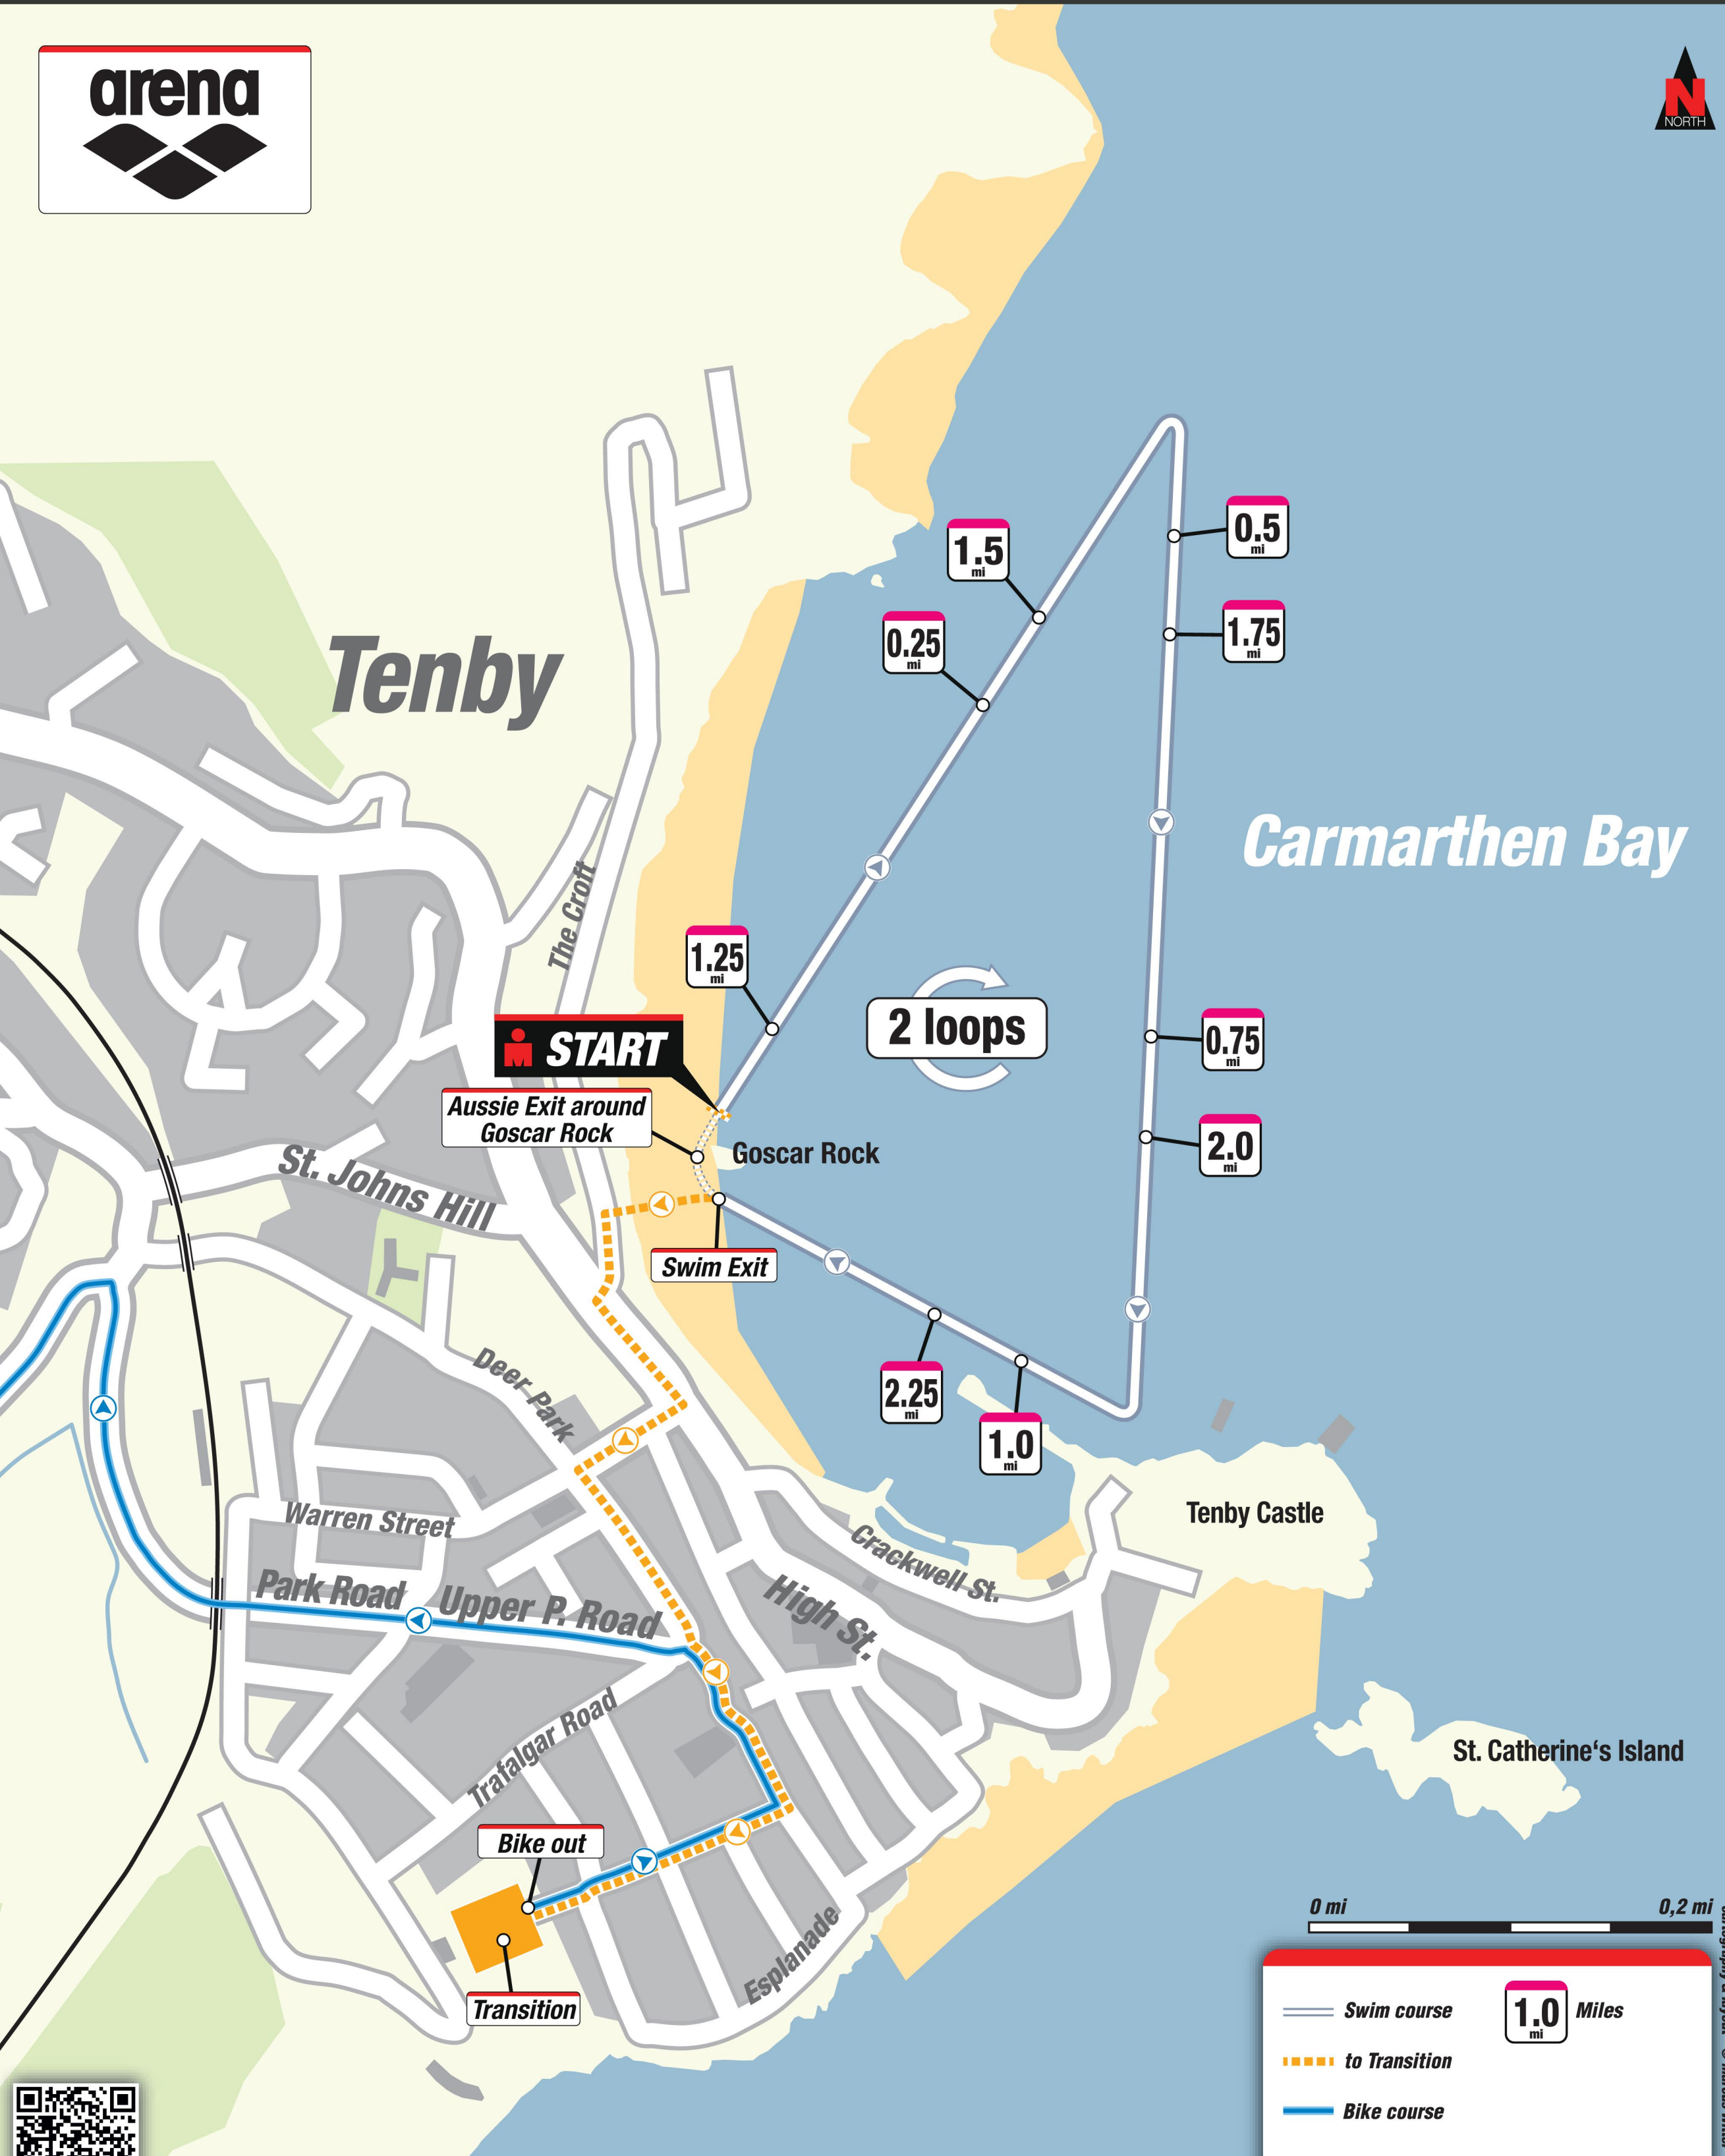 arena
N
NORTH
0.5
mi
1.5
mi
1.75
mi
0.25
mi
Tenby
Carmarthen Bay
The Croft
1.25
mi
2 loops
START
0.75
mi
Aussie Exit around
Goscar Rock
Goscar Rock
2.0
mi
St. Johns Hill
Swim Exit
Deer Park
2.25
mi
1.0
mi
Warren Street
Tenby Castle
Crackwell St.
Park Road
Upper P. Road
High St.
Trafalgar Road
St. Catherine's Island
Bike out
Esplanade
Transition
0 mi
0,2 mi
Swim course
1.0
mi
Miles
to Transition
Bike course